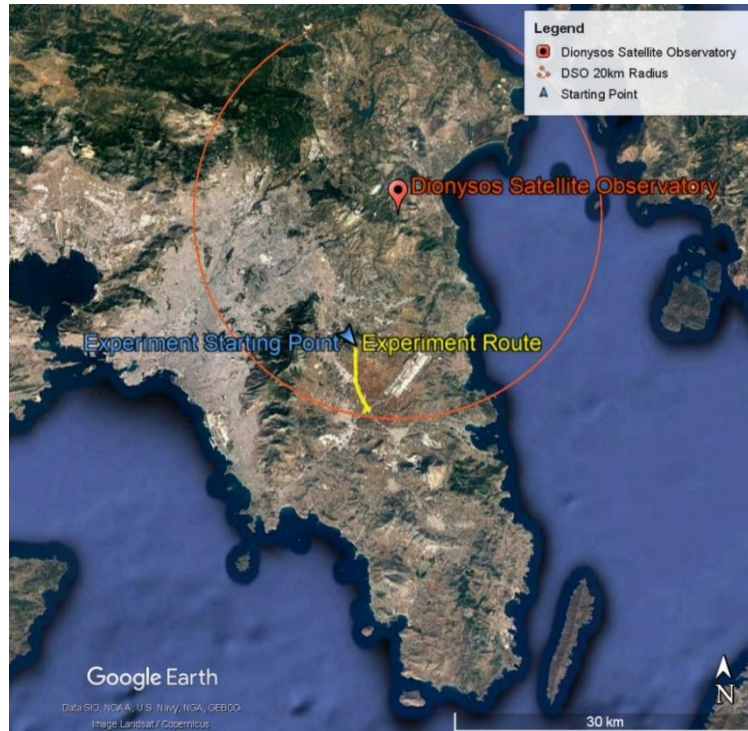 Legend
Dionysos Satellite Observatory
DSO 20km Radius
Starting Point
Dionysos Satellite Observatory
Experiment Starting Point
Experiment Route
Google Earth
Data SIO, NOAA, U.S. Navy, NGA, GEBCO
Image Landsat / Copernicus
30 km
N